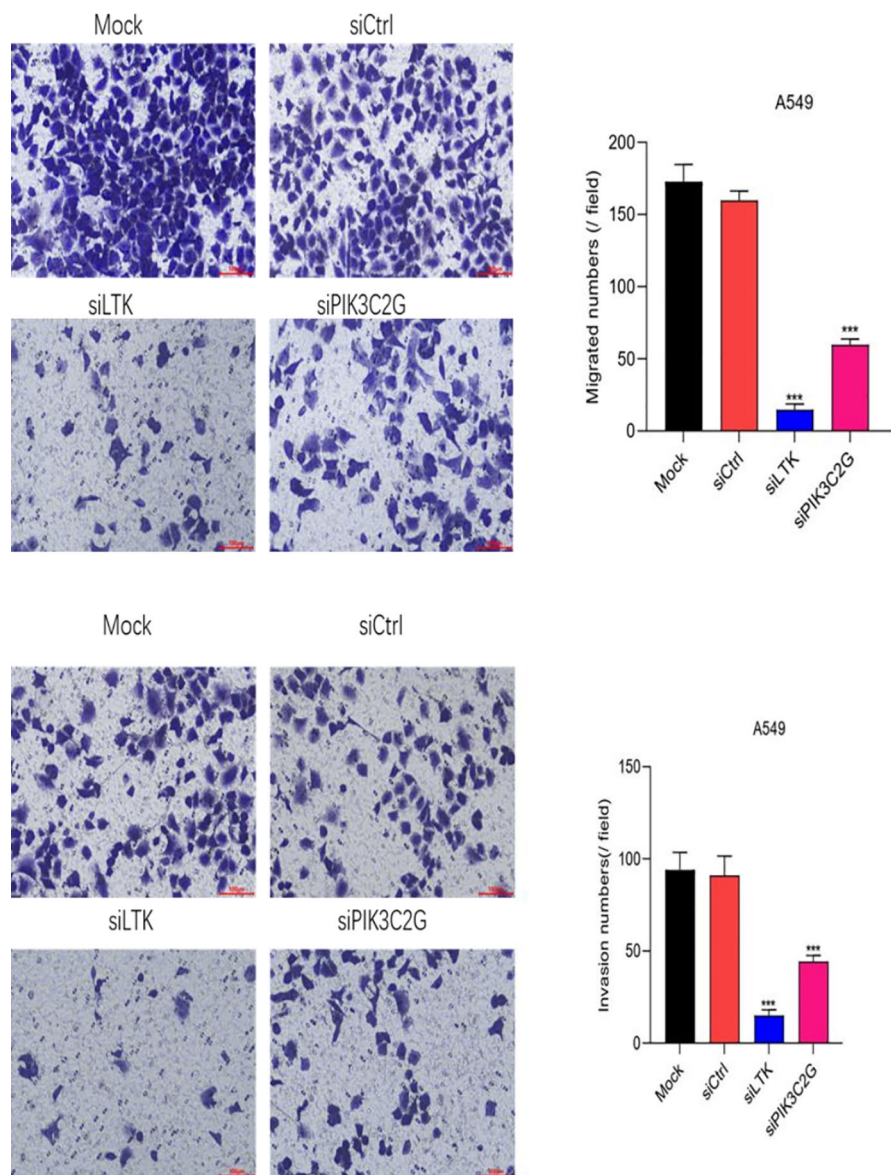 Mock siCtrl
siLTK siPIK3C2G
A549
Migrated numbers (/ field)
200
150
100
50
0
***
***
Mock
siCtrl
siLTK
siPIK3C2G
Mock siCtrl
siLTK siPIK3C2G
A549
Invasion numbers(/ field)
150
100
50
0
***
***
Mock
siCtrl
siLTK
siPIK3C2G